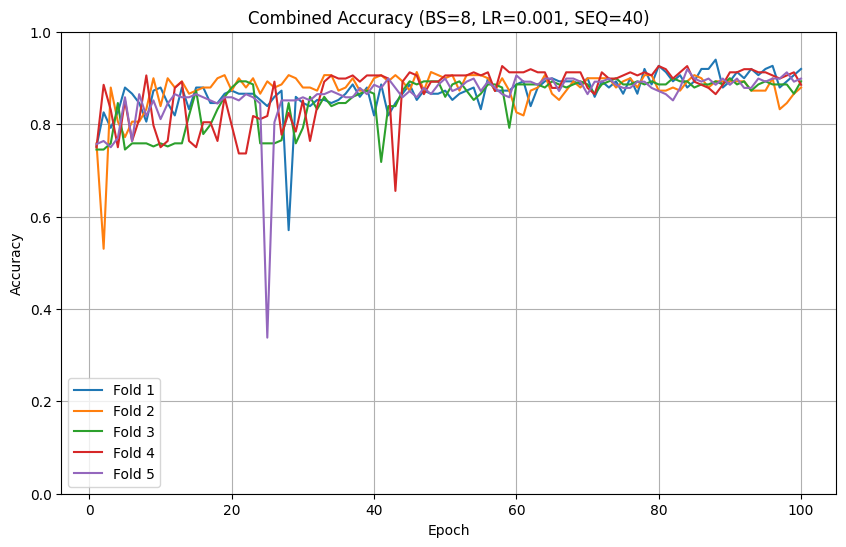 Combined Accuracy (BS=8, LR=0.001, SEQ=40)
1.0
0.8
0.6
0.4
0.2
0.0
Accuracy
Fold 1
Fold 2
Fold 3
Fold 4
Fold 5
0 20 40 60 80 100
Epoch